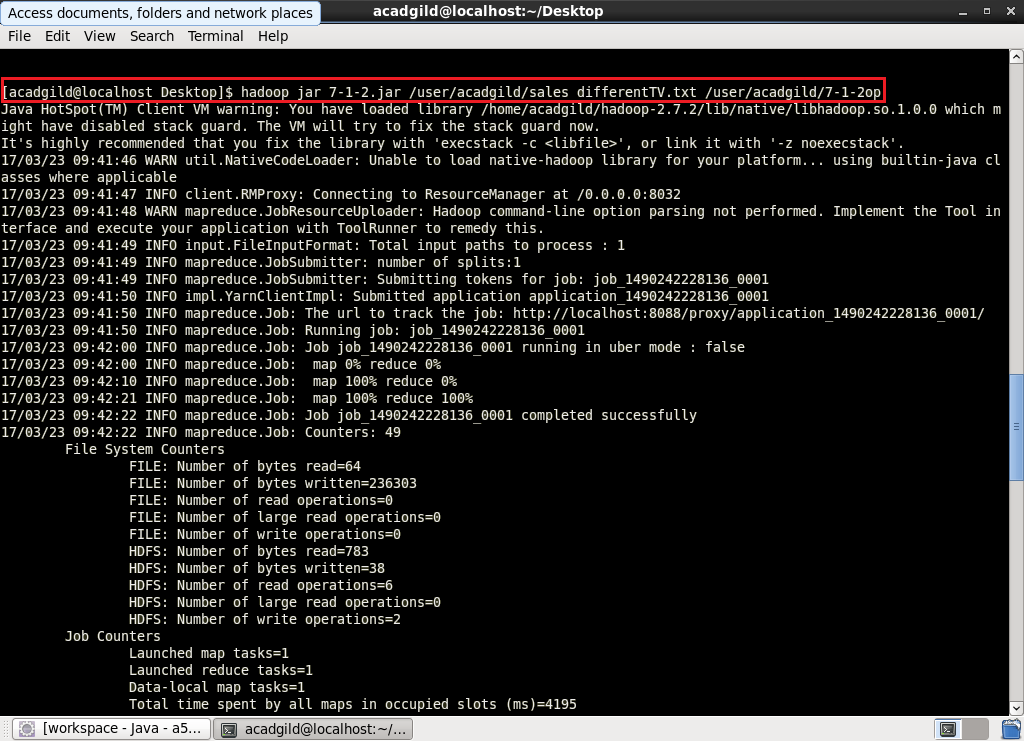 Access documents, folders and network places
acadgild@localhost:~/Desktop
File Edit View Search Terminal Help
[acadgild@localhost Desktop]$ hadoop jar 7-1-2.jar /user/acadgild/sales differentTV.txt /user/acadgild/7-1-2op
Java HotSpot(TM) Client VM warning: You have loaded library /home/acadgild/hadoop-2.7.2/lib/native/libhadoop.so.1.0.0 which m
ight have disabled stack guard. The VM will try to fix the stack guard now.
It's highly recommended that you fix the library with 'execstack -c <libfile>', or link it with '-z noexecstack'.
17/03/23 09:41:46 WARN util.NativeCodeLoader: Unable to load native-hadoop library for your platform... using builtin-java cl
asses where applicable
17/03/23 09:41:47 INFO client.RMProxy: Connecting to ResourceManager at /0.0.0.0:8032
17/03/23 09:41:48 WARN mapreduce.JobResourceUploader: Hadoop command-line option parsing not performed. Implement the Tool in
terface and execute your application with ToolRunner to remedy this.
17/03/23 09:41:49 INFO input.FileInputFormat: Total input paths to process : 1
17/03/23 09:41:49 INFO mapreduce.JobSubmitter: number of splits:1
17/03/23 09:41:49 INFO mapreduce.JobSubmitter: Submitting tokens for job: job_1490242228136_0001
17/03/23 09:41:50 INFO impl.YarnClientImpl: Submitted application application_1490242228136_0001
17/03/23 09:41:50 INFO mapreduce.Job: The url to track the job: http://localhost:8088/proxy/application_1490242228136_0001/
17/03/23 09:41:50 INFO mapreduce.Job: Running job: job_1490242228136_0001
17/03/23 09:42:00 INFO mapreduce.Job: Job job_1490242228136_0001 running in uber mode : false
17/03/23 09:42:00 INFO mapreduce.Job:  map 0% reduce 0%
17/03/23 09:42:10 INFO mapreduce.Job:  map 100% reduce 0%
17/03/23 09:42:21 INFO mapreduce.Job:  map 100% reduce 100%
17/03/23 09:42:22 INFO mapreduce.Job: Job job_1490242228136_0001 completed successfully
17/03/23 09:42:22 INFO mapreduce.Job: Counters: 49
File System Counters
FILE: Number of bytes read=64
FILE: Number of bytes written=236303
FILE: Number of read operations=0
FILE: Number of large read operations=0
FILE: Number of write operations=0
HDFS: Number of bytes read=783
HDFS: Number of bytes written=38
HDFS: Number of read operations=6
HDFS: Number of large read operations=0
HDFS: Number of write operations=2
Job Counters
Launched map tasks=1
Launched reduce tasks=1
Data-local map tasks=1
Total time spent by all maps in occupied slots (ms)=4195
[workspace - Java - a5... acadgild@localhost:~/...